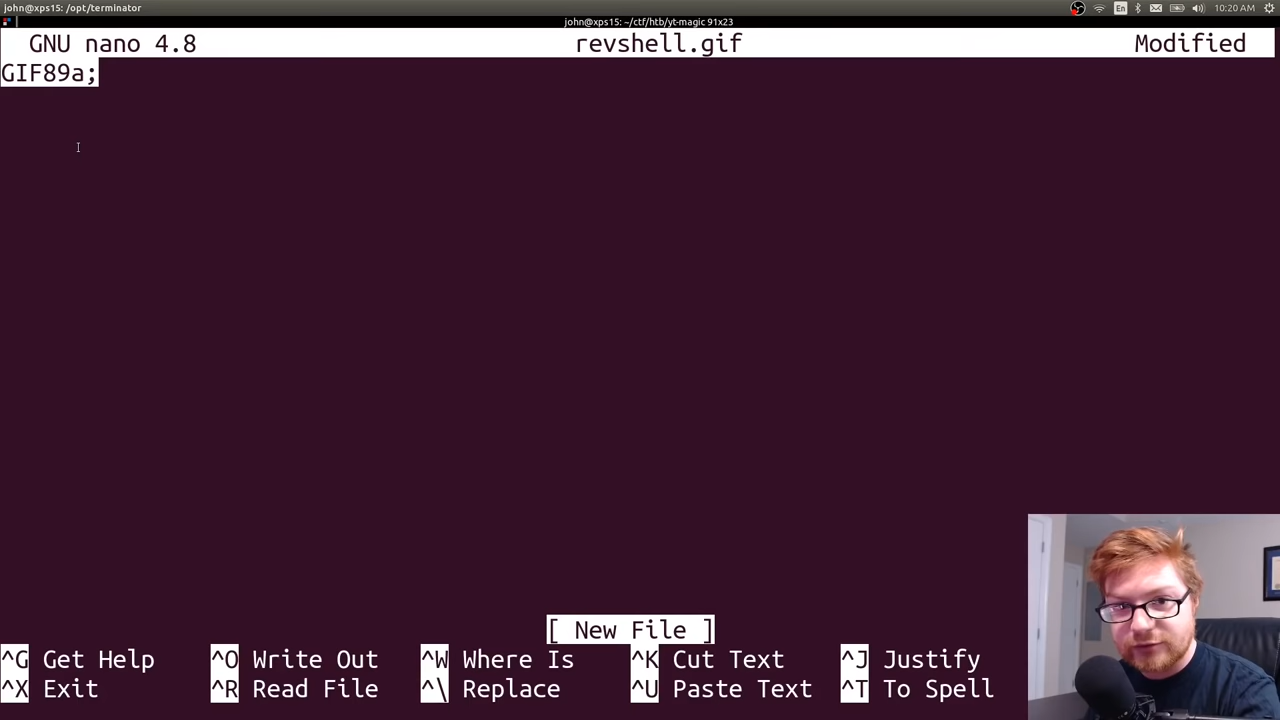 john@xps15: /opt/terminator
En
10:20 AM
john@xps15: ~/ctf/htb/yt-magic 91x23
GNU nano 4.8 revshell.gif Modified
GIF89a;
[ New File ]
^G Get Help ^O Write Out ^W Where Is ^K Cut Text ^J Justify
^X Exit ^R Read File ^\ Replace ^U Paste Text ^T To Spell